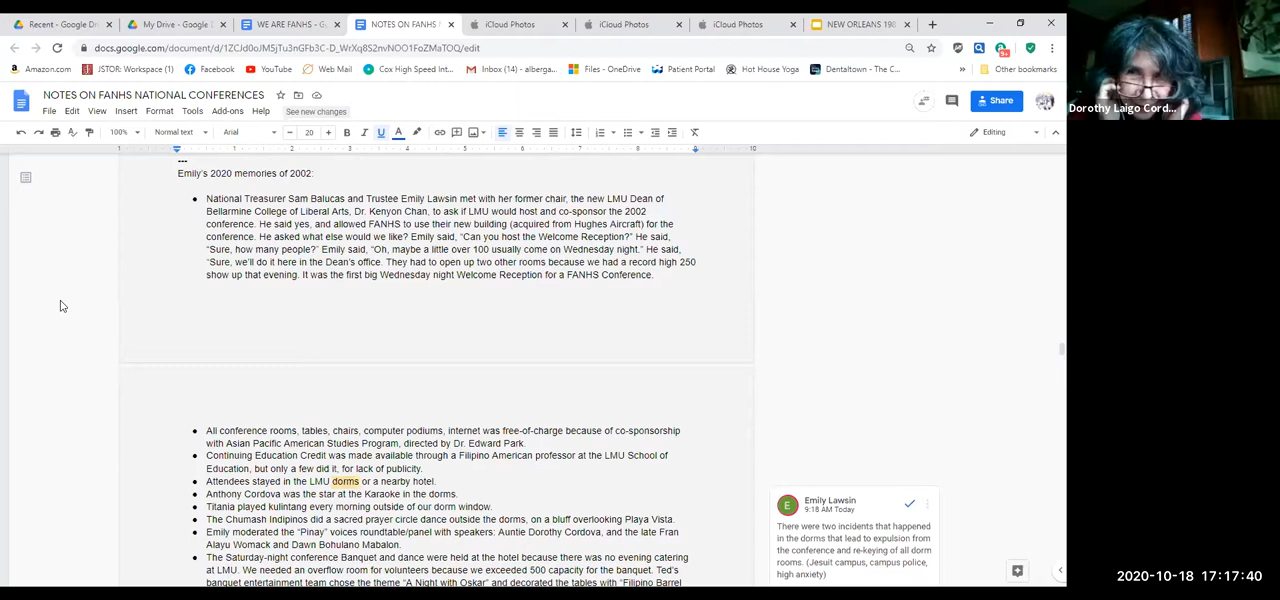 Recent - Google D
My Drive - Google
WE ARE FANHS - G
NOTES ON FANHS
iCloud Photos
iCloud Photos
iCloud Photos
NEW ORLEANS 198
docs.google.com/document/d/1ZCJd0oJM5jTu3nGFb3C-D_WrXq8S2nvNOO1FoZMaTOQ/edit
Amazon.com
JSTOR: Workspace (1)
Facebook
YouTube
Web Mail
Cox High Speed Int...
Inbox (14) - alberga...
Files - OneDrive
Patient Portal
Hot House Yoga
Dentaltown - The C...
»
Other bookmarks
NOTES ON FANHS NATIONAL CONFERENCES
File Edit View Insert Format Tools Add-ons Help
See new changes
Share
100%
Normal text
Arial
20
Editing
1 1 2 3 4 5 6 7 8 9 10
---
Emily's 2020 memories of 2002:
• National Treasurer Sam Balucas and Trustee Emily Lawsin met with her former chair, the new LMU Dean of
Bellarmine College of Liberal Arts, Dr. Kenyon Chan, to ask if LMU would host and co-sponsor the 2002
conference. He said yes, and allowed FANHS to use their new building (acquired from Hughes Aircraft) for the
conference. He asked what else would we like? Emily said, "Can you host the Welcome Reception?" He said,
"Sure, how many people?" Emily said, "Oh, maybe a little over 100 usually come on Wednesday night." He said,
"Sure, we'll do it here in the Dean's office. They had to open up two other rooms because we had a record high 250
show up that evening. It was the first big Wednesday night Welcome Reception for a FANHS Conference.
• All conference rooms, tables, chairs, computer podiums, internet was free-of-charge because of co-sponsorship
with Asian Pacific American Studies Program, directed by Dr. Edward Park.
• Continuing Education Credit was made available through a Filipino American professor at the LMU School of
Education, but only a few did it, for lack of publicity.
• Attendees stayed in the LMU dorms or a nearby hotel.
• Anthony Cordova was the star at the Karaoke in the dorms.
• Titania played kulintang every morning outside of our dorm window.
• The Chumash Indipinos did a sacred prayer circle dance outside the dorms, on a bluff overlooking Playa Vista.
• Emily moderated the "Pinay" voices roundtable/panel with speakers: Auntie Dorothy Cordova, and the late Fran
Alayu Womack and Dawn Bohulano Mabalon.
• The Saturday-night conference Banquet and dance were held at the hotel because there was no evening catering
at LMU. We needed an overflow room for volunteers because we exceeded 500 capacity for the banquet. Ted's
banquet entertainment team chose the theme "A Night with Oskar" and decorated the tables with "Filipino Barrel
E
Emily Lawsin
9:18 AM Today
There were two incidents that happened
in the dorms that lead to expulsion from
the conference and re-keying of all dorm
rooms. (Jesuit campus, campus police,
high anxiety)
Dorothy Laigo Cord...
2020-10-18 17:17:40